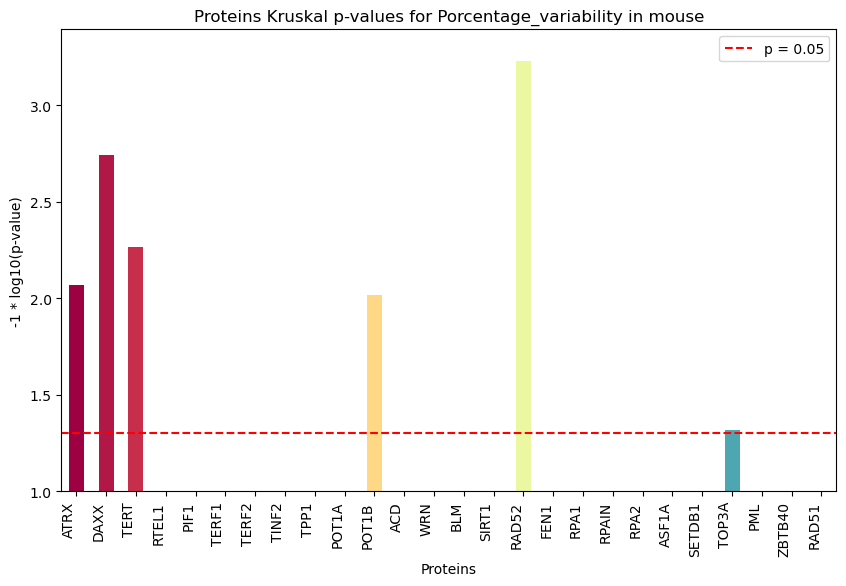 Proteins Kruskal p-values for Porcentage_variability in mouse
p = 0.05
3.0
2.5
2.0
1.5
1.0
-1 * log10(p-value)
ATRX
DAXX
TERT
RTEL1
PIF1
TERF1
TERF2
TINF2
TPP1
POT1A
POT1B
ACD
WRN
BLM
SIRT1
RAD52
FEN1
RPA1
RPAIN
RPA2
ASF1A
SETDB1
TOP3A
PML
ZBTB40
RAD51
Proteins